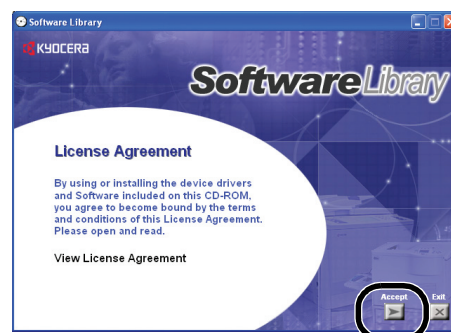 Software Library
KYOCERA
SoftwareLibrary
License Agreement
By using or installing the device drivers
and Software included on this CD-ROM,
you agree to become bound by the terms
and conditions of this License Agreement.
Please open and read.
View License Agreement
Accept Exit